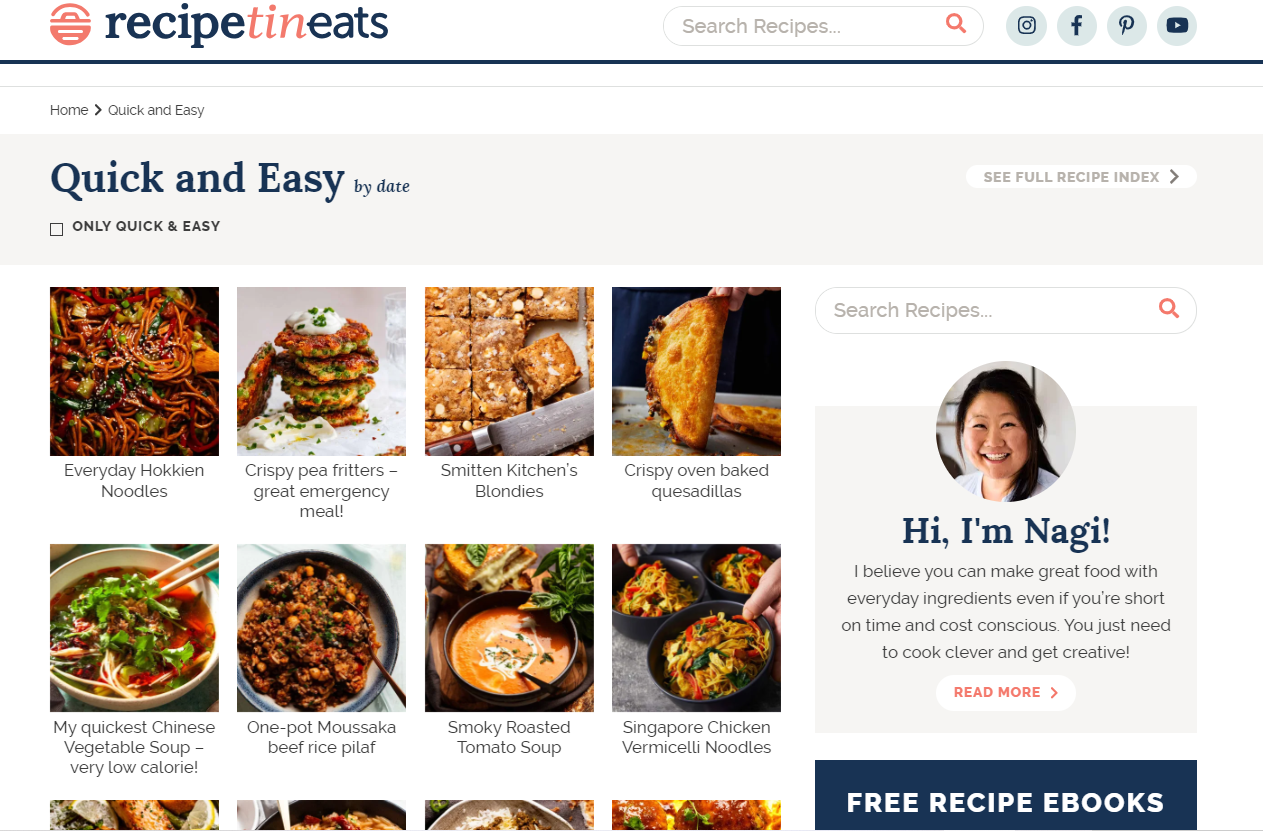 recipetineats
Search Recipes...
Home Quick and Easy
Quick and Easy by date
SEE FULL RECIPE INDEX
ONLY QUICK & EASY
Everyday Hokkien
Noodles
Crispy pea fritters –
great emergency
meal!
Smitten Kitchen’s
Blondies
Crispy oven baked
quesadillas
My quickest Chinese
Vegetable Soup –
very low calorie!
One-pot Moussaka
beef rice pilaf
Smoky Roasted
Tomato Soup
Singapore Chicken
Vermicelli Noodles
Search Recipes...
Hi, I'm Nagi!
I believe you can make great food with
everyday ingredients even if you’re short
on time and cost conscious. You just need
to cook clever and get creative!
READ MORE
FREE RECIPE EBOOKS